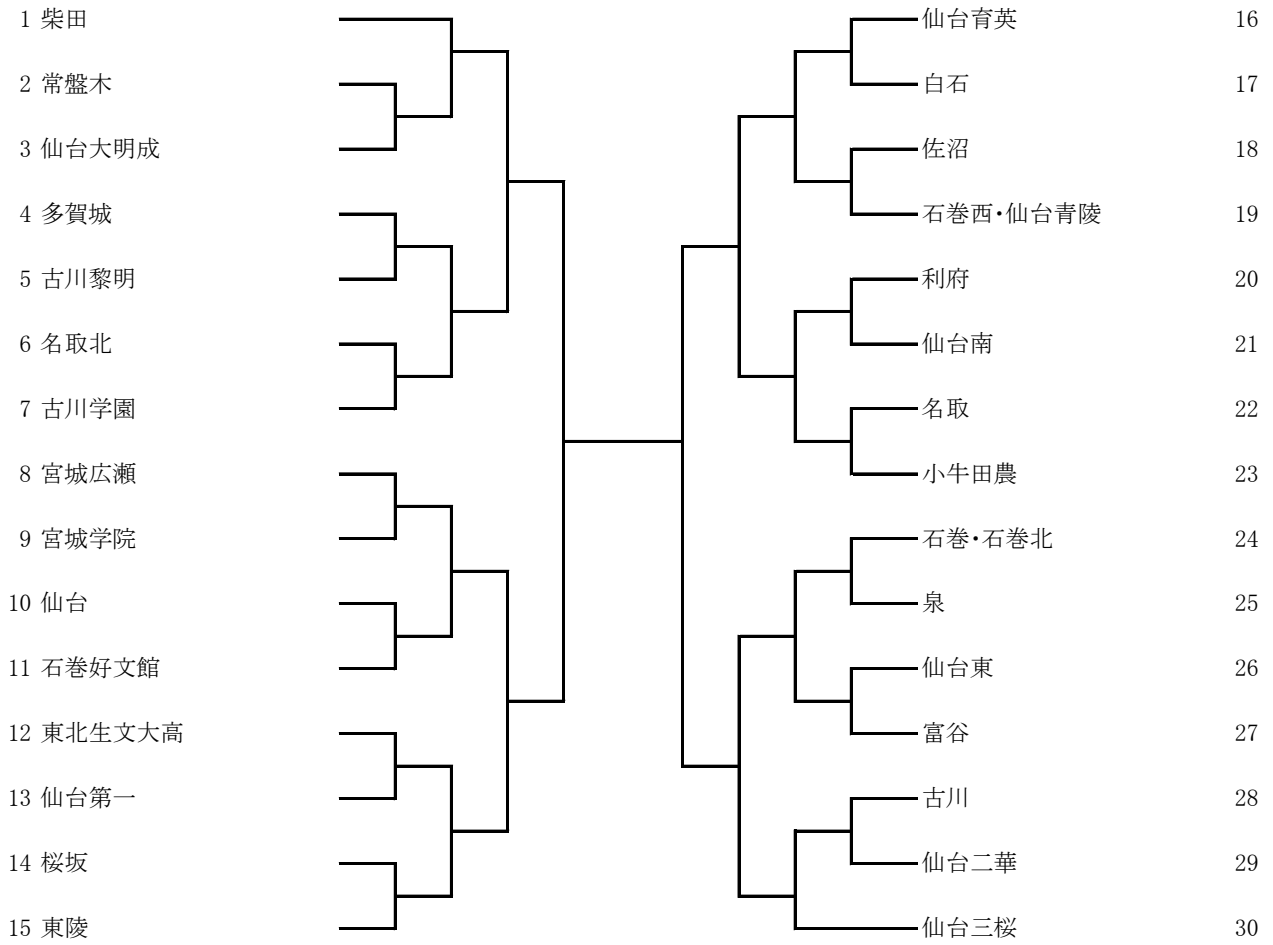 1 柴田
2 常盤木
3 仙台大明成
4 多賀城
5 古川黎明
6 名取北
7 古川学園
8 宮城広瀬
9 宮城学院
10 仙台
11 石巻好文館
12 東北生文大高
13 仙台第一
14 桜坂
15 東陵
仙台育英 16
白石 17
佐沼 18
石巻西・仙台青陵 19
利府 20
仙台南 21
名取 22
小牛田農 23
石巻・石巻北 24
泉 25
仙台東 26
富谷 27
古川 28
仙台二華 29
仙台三桜 30